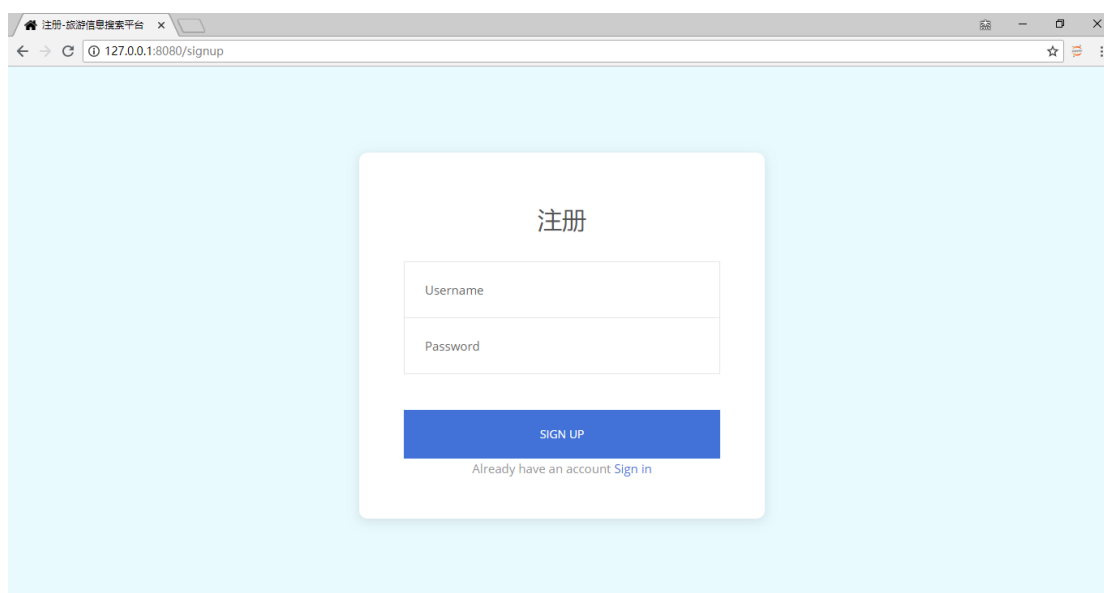 注册-旅游信息搜索平台
127.0.0.1:8080/signup
注册
Username
Password
SIGN UP
Already have an account Sign in